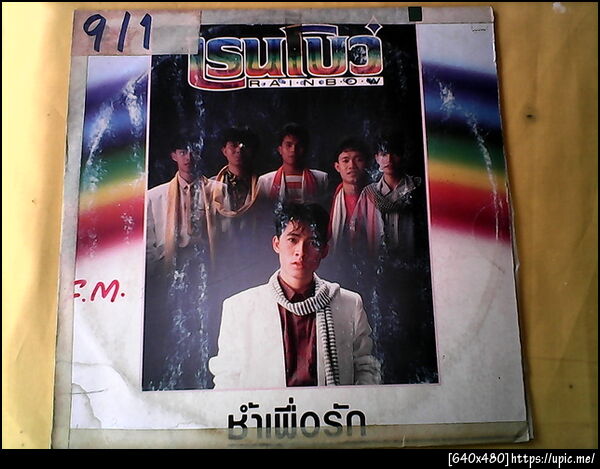 9/1
เรนโบว์
R·A·I·N·B·O·W
F.M.
ช้ำเพื่อรัก
[640x480]https://upic.me/